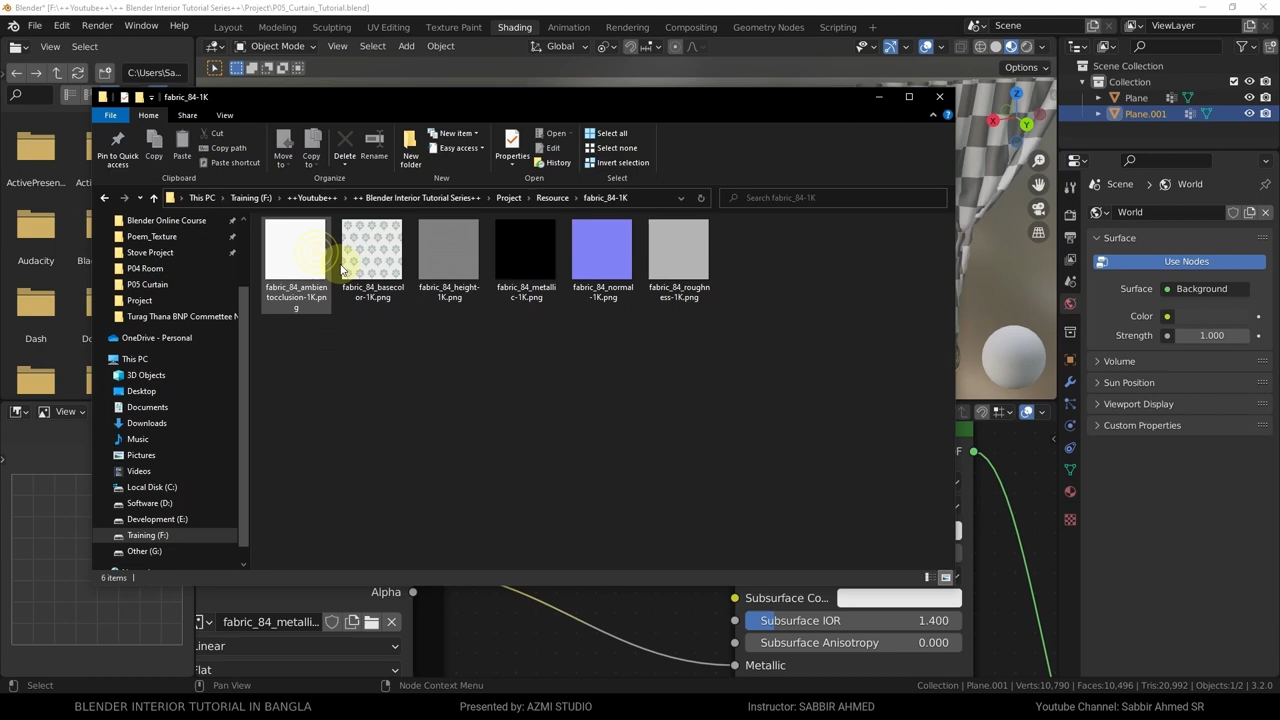 Blender* [F:\++Youtube++\++ Blender Interior Tutorial Series++\Project\P05_Curtain_Tutorial.blend]
File Edit Render Window Help Layout Modeling Sculpting UV Editing Texture Paint Shading Animation Rendering Compositing Geometry Nodes Scripting Scene ViewLayer
View Select Object Mode View Select Add Object Global
C:\Users\Sa... Options Scene Collection
Collection
Plane
Plane.001
fabric_84-1K
File Home Share View
Pin to Quick access Copy Paste Cut Copy path Paste shortcut Move to Copy to Delete Rename New folder New item Easy access Properties Open Edit History Select all Select none Invert selection
Clipboard Organize New Open Select
This PC Training (F:) ++Youtube++ ++ Blender Interior Tutorial Series++ Project Resource fabric_84-1K Search fabric_84-1K
Blender Online Course
Poem_Texture
Stove Project
P04 Room
P05 Curtain
Project
Turag Thana BNP Commettee N
OneDrive - Personal
This PC
3D Objects
Desktop
Documents
Downloads
Music
Pictures
Videos
Local Disk (C:)
Software (D:)
Development (E:)
Training (F:)
Other (G:)
fabric_84_ambientocclusion-1K.png
fabric_84_basecolor-1K.png
fabric_84_height-1K.png
fabric_84_metallic-1K.png
fabric_84_normal-1K.png
fabric_84_roughness-1K.png
6 items
ActivePresen...
Audacity
Blender Fou...
Dash
View
Scene World
World
Surface
Use Nodes
Surface Background
Color
Strength 1.000
Volume
Sun Position
Viewport Display
Custom Properties
Alpha
fabric_84_metalli...
Linear
Flat
Subsurface Co...
Subsurface IOR 1.400
Subsurface Anisotropy 0.000
Metallic
Select Pan View Node Context Menu Collection | Plane.001 | Verts:10,790 | Faces:10,496 | Tris:20,992 | Objects:1/2 | 3.2.0
BLENDER INTERIOR TUTORIAL IN BANGLA Presented by: AZMI STUDIO Instructor: SABBIR AHMED Youtube Channel: Sabbir Ahmed SR